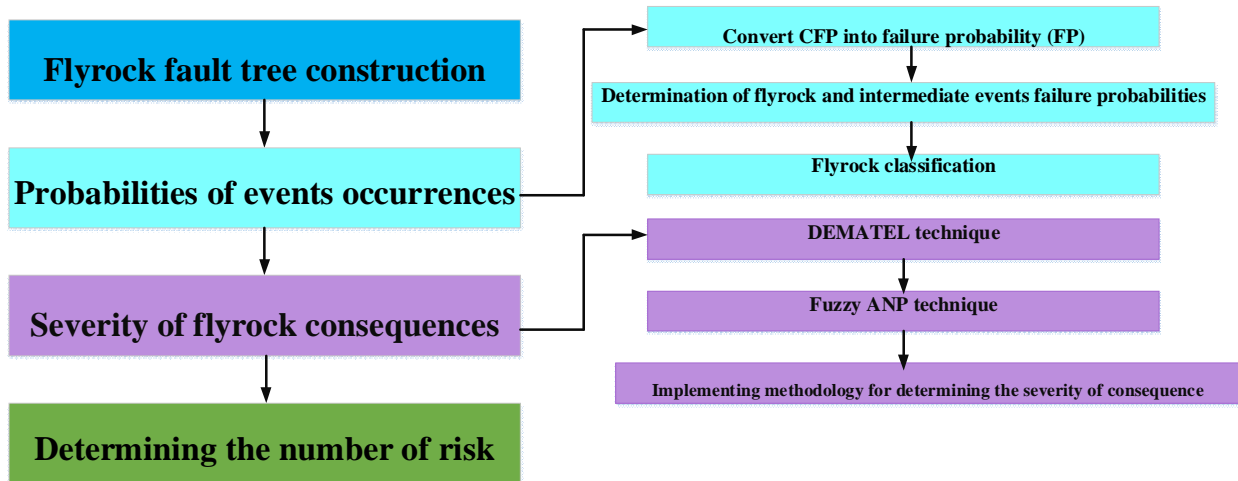 Flyrock fault tree construction
Probabilities of events occurrences
Severity of flyrock consequences
Determining the number of risk
Convert CFP into failure probability (FP)
Determination of flyrock and intermediate events failure probabilities
Flyrock classification
DEMATEL technique
Fuzzy ANP technique
Implementing methodology for determining the severity of consequence